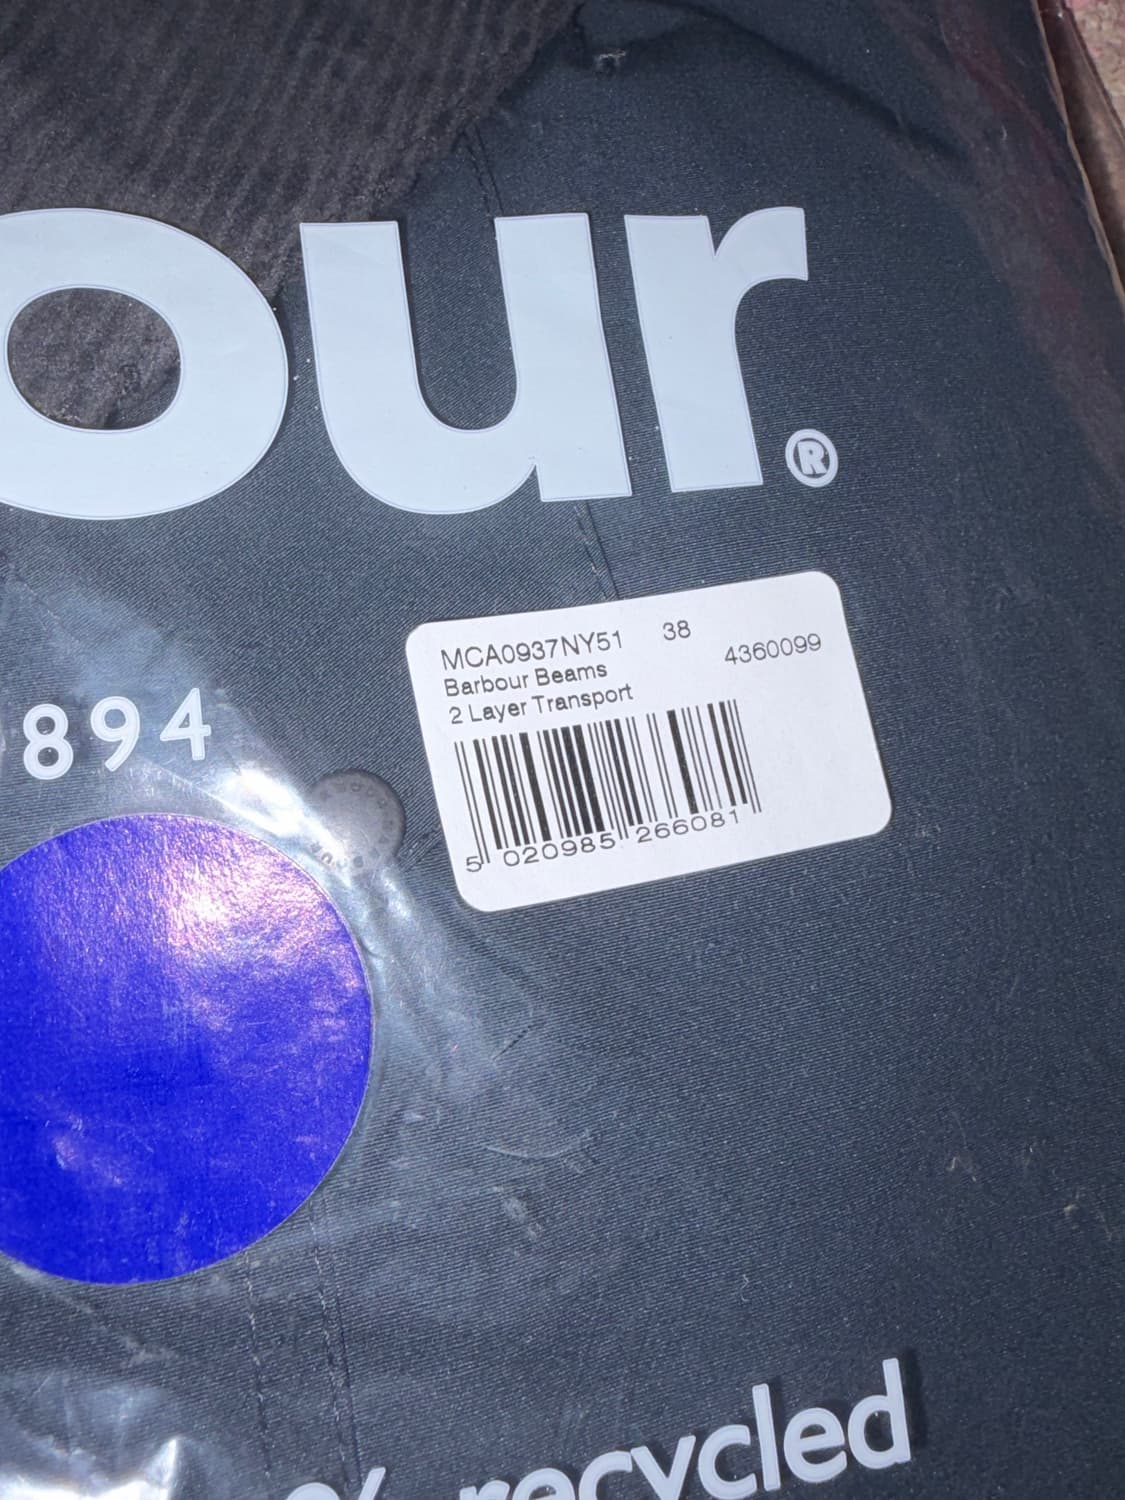 our®
MCA0937NY51 38
Barbour Beams 4360099
2 Layer Transport
5 020985 266081
894
% recycled